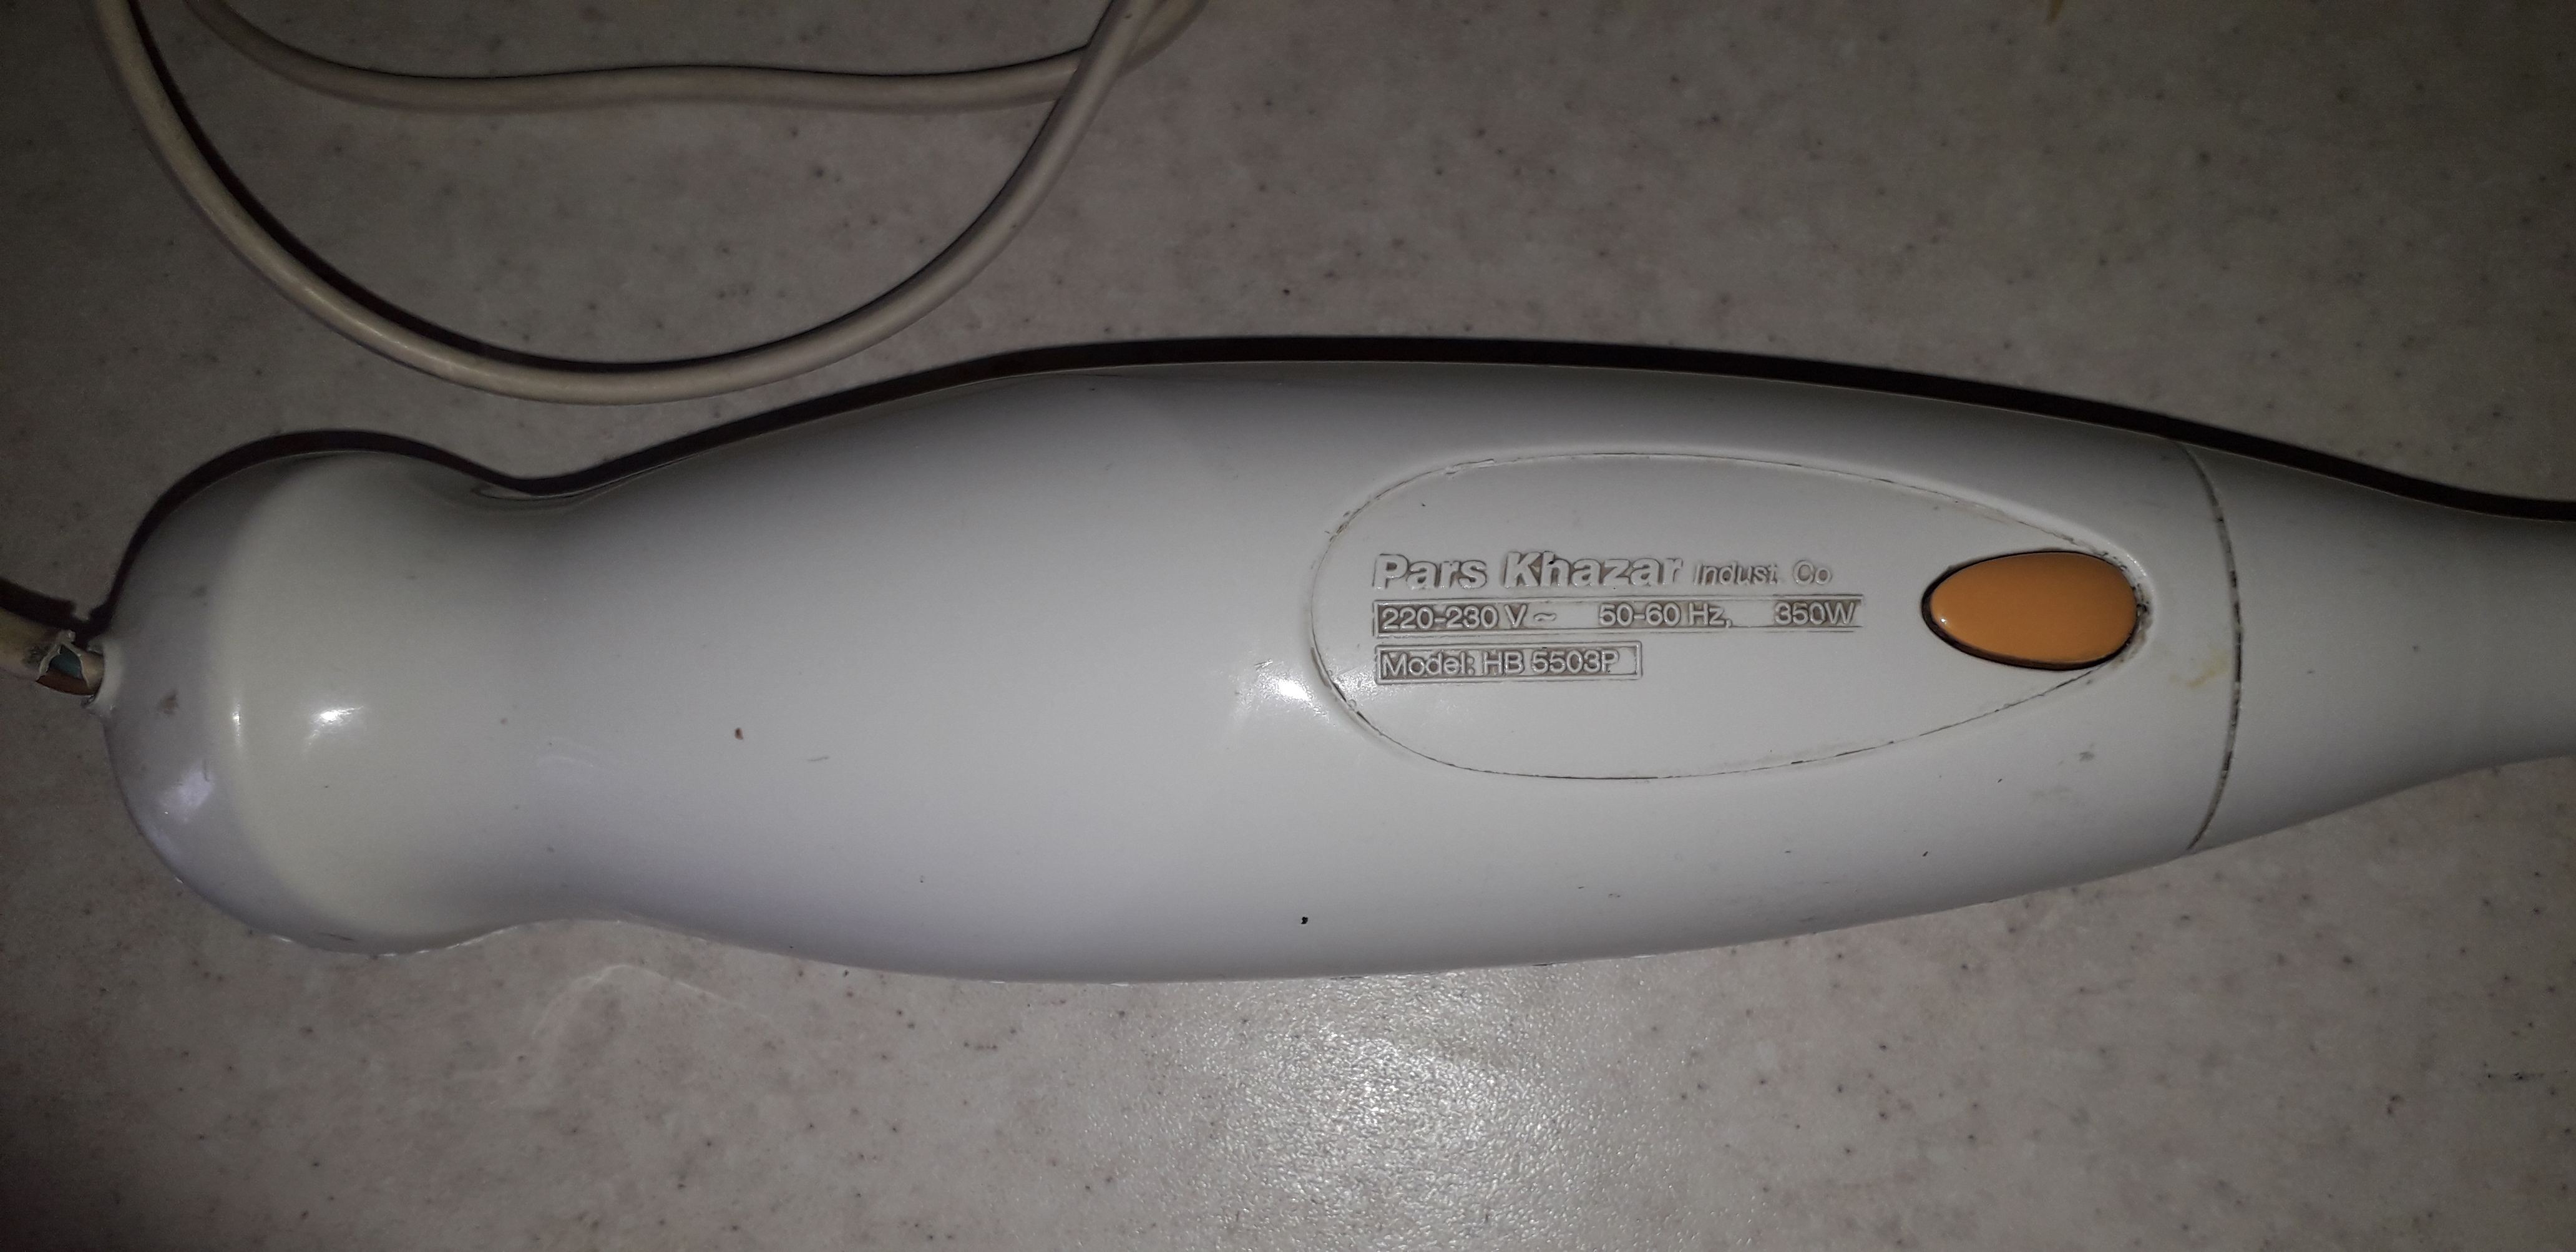 Pars Khazar Indust. Co
220-230 V ~ 50-60 Hz, 350W
Model: HB 5503P